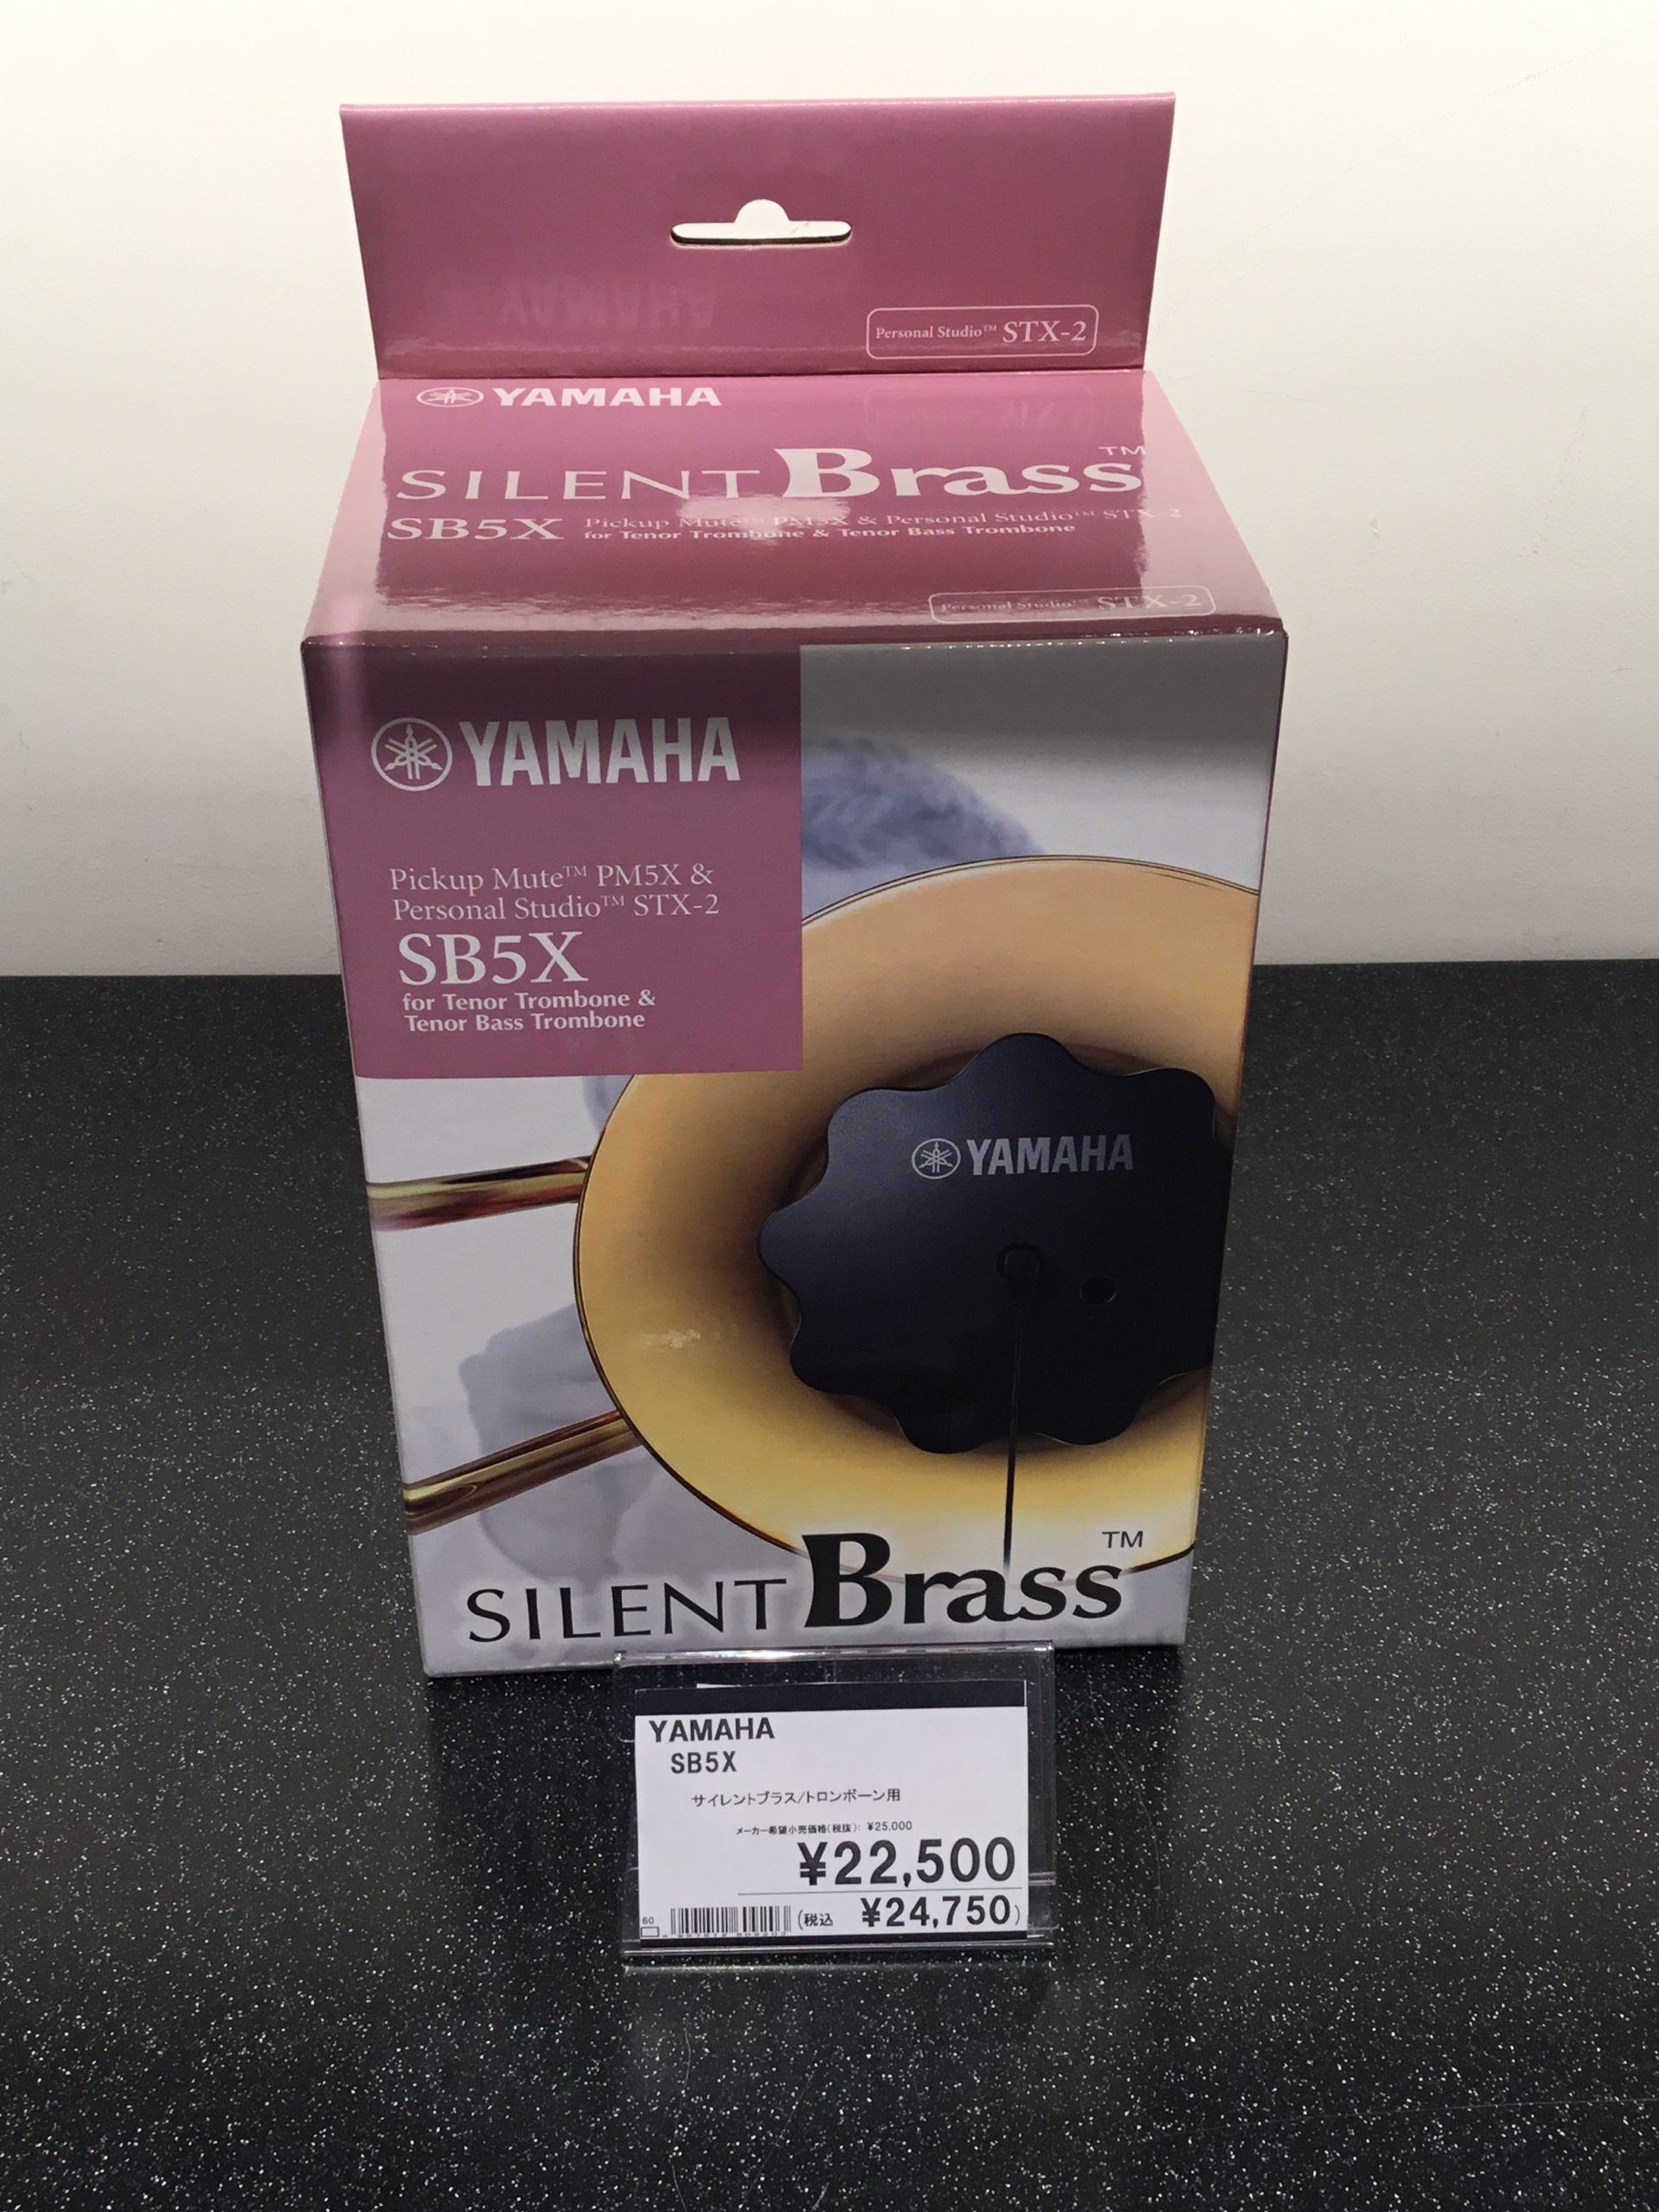 Personal Studio™ STX-2
YAMAHA
SILENT Brass™
SB5X Pickup Mute™ PM5X & Personal Studio™ STX-2
for Tenor Trombone & Tenor Bass Trombone
Personal Studio™ STX-2
YAMAHA
Pickup Mute™ PM5X &
Personal Studio™ STX-2
SB5X
for Tenor Trombone &
Tenor Bass Trombone
YAMAHA
SILENT Brass™
YAMAHA
SB5X
サイレントブラス/トロンボーン用
メーカー希望小売価格(税抜): ¥25,000
¥22,500
60
(税込 ¥24,750)